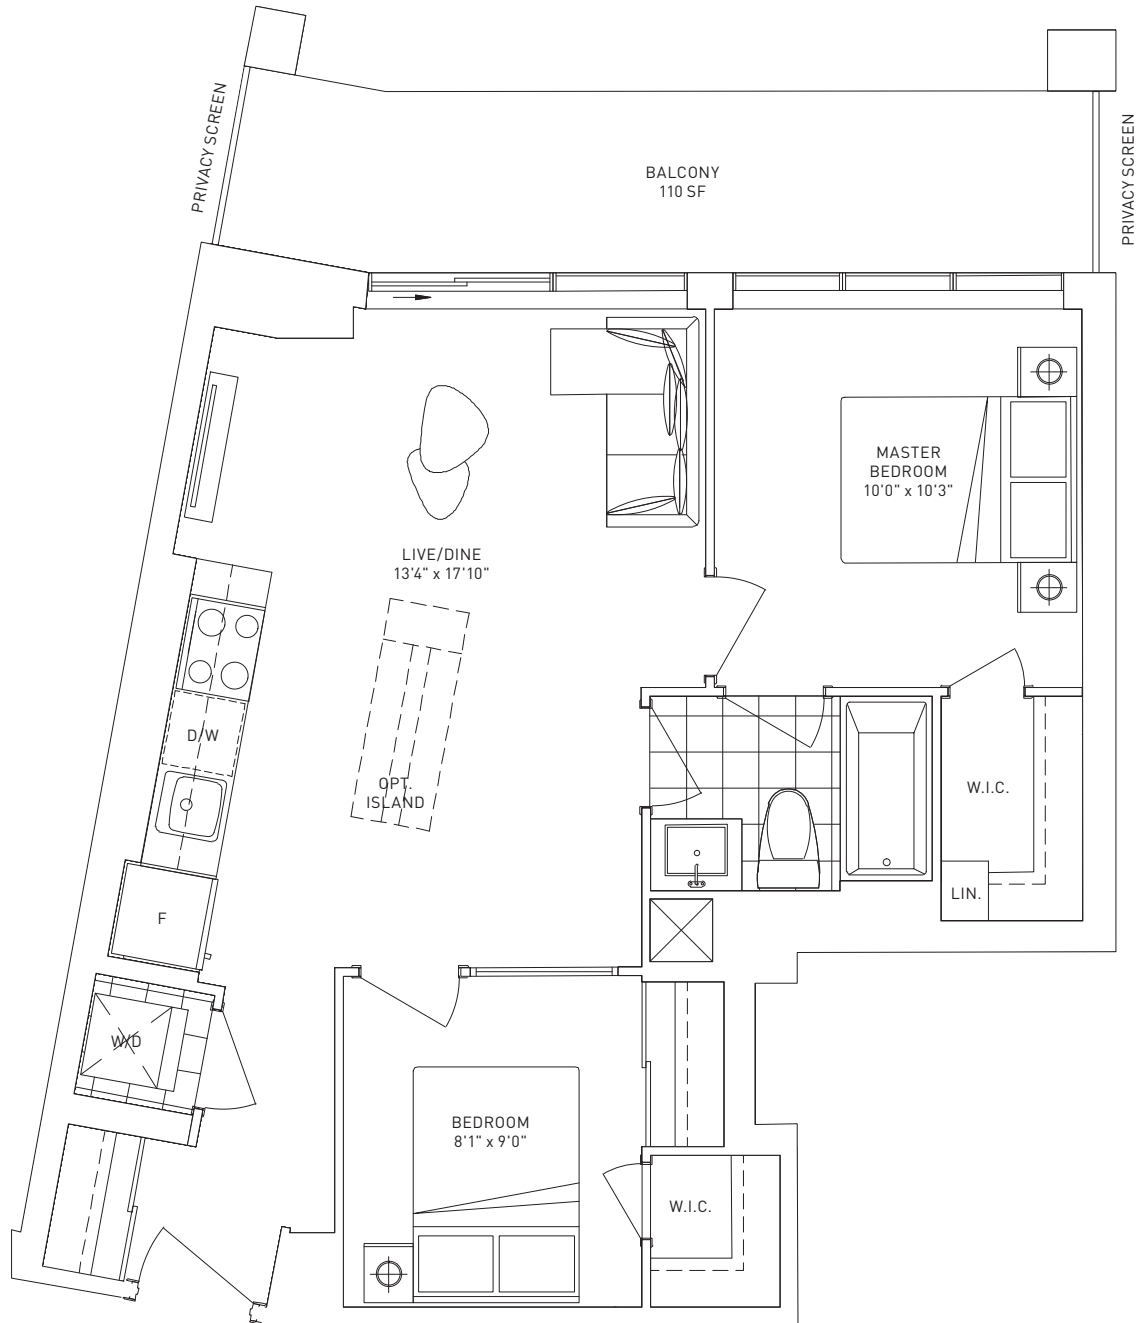 PRIVACY SCREEN
PRIVACY SCREEN
BALCONY
110 SF
MASTER
BEDROOM
10'0" x 10'3"
LIVE/DINE
13'4" x 17'10"
D/W
OPT.
ISLAND
W.I.C.
LIN.
F
W/D
BEDROOM
8'1" x 9'0"
W.I.C.